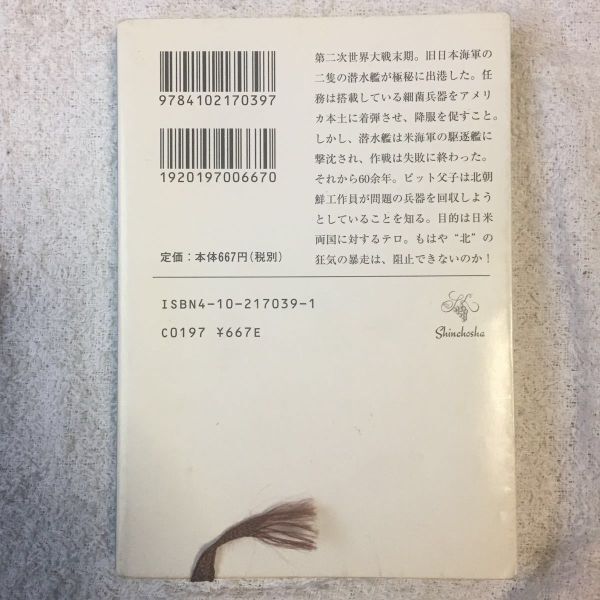 9784102170397
1920197006670
定価：本体667円（税別）
第二次世界大戦末期。旧日本海軍の
二隻の潜水艦が極秘に出港した。任
務は搭載している細菌兵器をアメリ
カ本土に着弾させ、降服を促すこと。
しかし、潜水艦は米海軍の駆逐艦に
撃沈され、作戦は失敗に終わった。
それから60余年。ピット父子は北朝
鮮工作員が問題の兵器を回収しよう
としていることを知る。目的は日米
両国に対するテロ。もはや“北”の
狂気の暴走は、阻止できないのか！
ISBN4-10-217039-1
C0197 ¥667E
Shinchosha